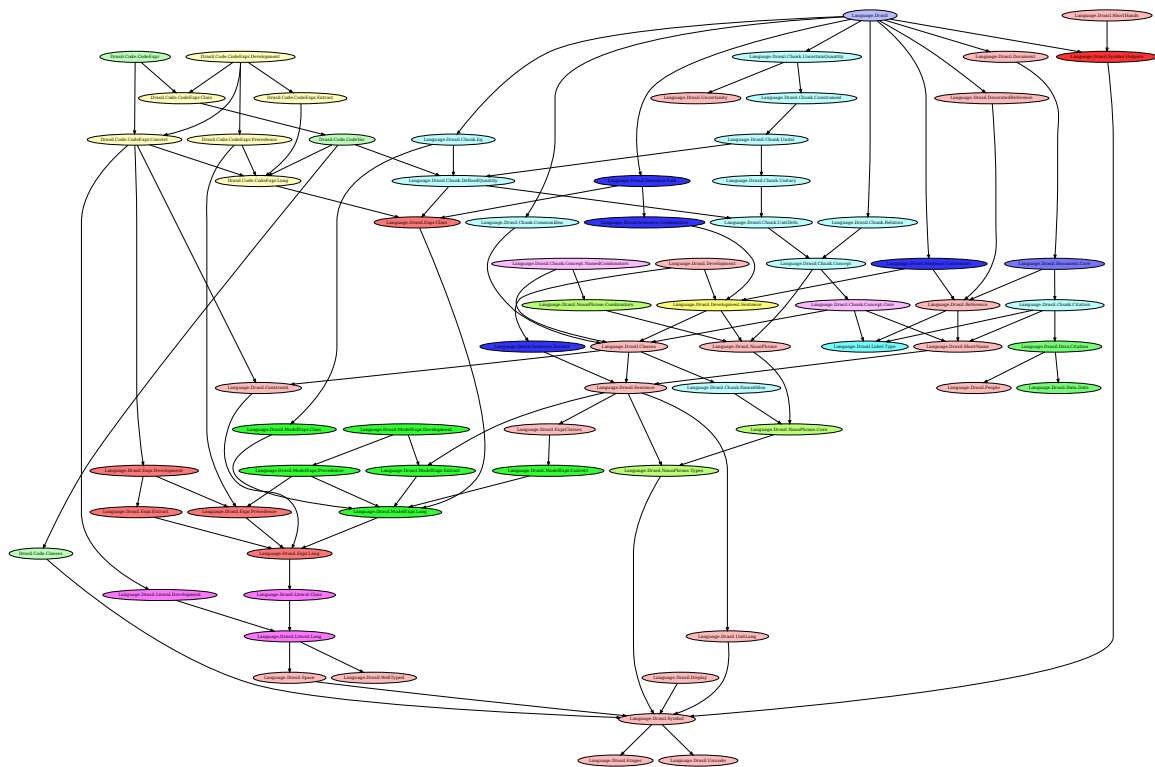 Language.Drasil
Language.Drasil.ShortHands
Drasil.Code.CodeExpr
Drasil.Code.CodeExpr.Development
Language.Drasil.Chunk.UncertainQuantity
Language.Drasil.Document
Language.Drasil.Symbol.Helpers
Drasil.Code.CodeExpr.Class
Drasil.Code.CodeExpr.Extract
Language.Drasil.Uncertainty
Language.Drasil.Chunk.Constrained
Language.Drasil.DecoratedReference
Drasil.Code.CodeExpr.Convert
Drasil.Code.CodeExpr.Precedence
Drasil.Code.CodeVar
Language.Drasil.Chunk.Eq
Language.Drasil.Chunk.Unital
Drasil.Code.CodeExpr.Lang
Language.Drasil.Chunk.DefinedQuantity
Language.Drasil.Chunk.Unitary
Language.Drasil.Expr.Class
Language.Drasil.Chunk.CommonIdea
Language.Drasil.Chunk.UnitDefn
Language.Drasil.Chunk.Relation
Language.Drasil.Chunk.Concept.NamedCombinators
Language.Drasil.Development
Language.Drasil.Chunk.Concept
Language.Drasil.Document.Core
Language.Drasil.NounPhrase.Combinators
Language.Drasil.Development.Sentence
Language.Drasil.Chunk.Concept.Core
Language.Drasil.Reference
Language.Drasil.Chunk.Citation
Language.Drasil.Classes
Language.Drasil.NounPhrase
Language.Drasil.Label.Type
Language.Drasil.ShortName
Language.Drasil.Data.Citation
Language.Drasil.Constraint
Language.Drasil.Sentence
Language.Drasil.Chunk.NamedIdea
Language.Drasil.People
Language.Drasil.Data.Date
Language.Drasil.ModelExpr.Class
Language.Drasil.ModelExpr.Development
Language.Drasil.ExprClasses
Language.Drasil.NounPhrase.Core
Language.Drasil.Expr.Development
Language.Drasil.ModelExpr.Precedence
Language.Drasil.ModelExpr.Extract
Language.Drasil.ModelExpr.Convert
Language.Drasil.NounPhrase.Types
Language.Drasil.Expr.Extract
Language.Drasil.Expr.Precedence
Language.Drasil.ModelExpr.Lang
Drasil.Code.Classes
Language.Drasil.Expr.Lang
Language.Drasil.Literal.Development
Language.Drasil.Literal.Class
Language.Drasil.Literal.Lang
Language.Drasil.UnitLang
Language.Drasil.Space
Language.Drasil.WellTyped
Language.Drasil.Display
Language.Drasil.Symbol
Language.Drasil.Stages
Language.Drasil.Unicode